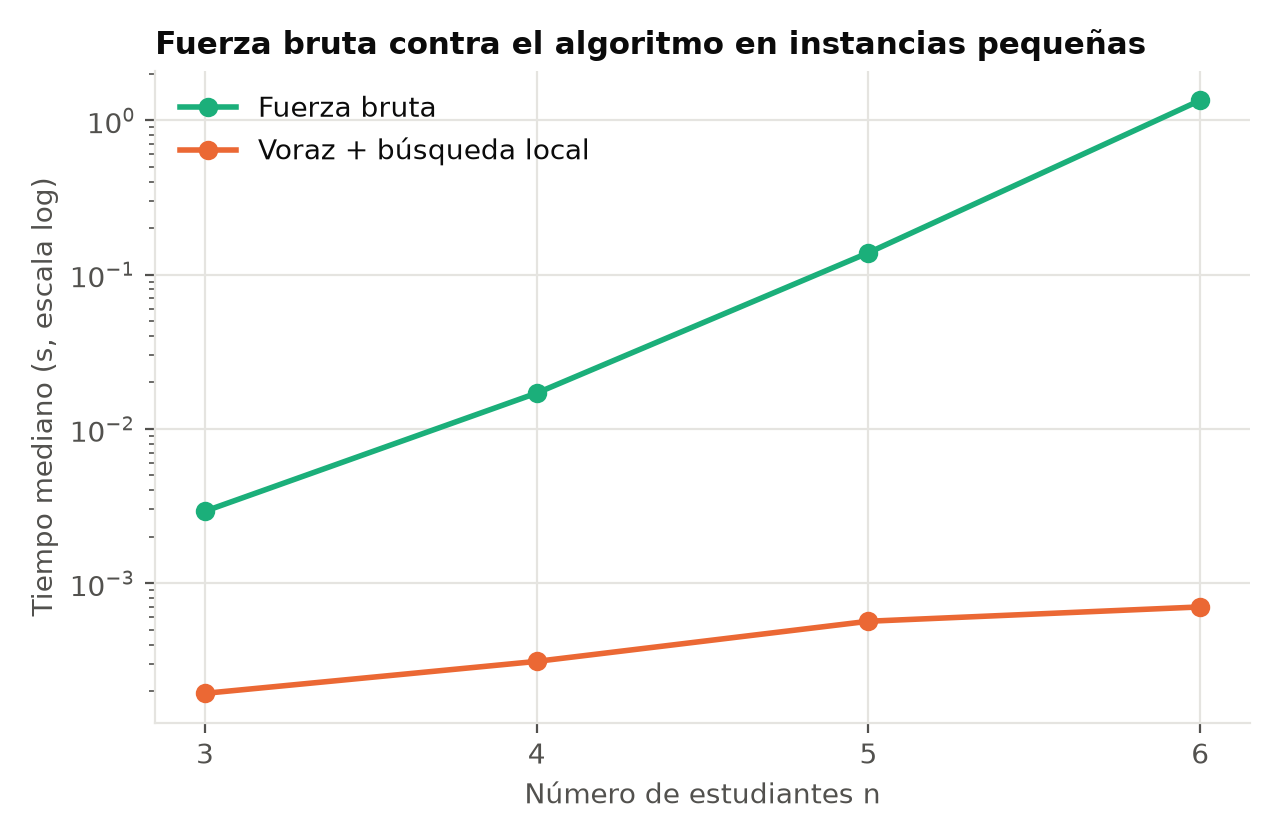 Fuerza bruta contra el algoritmo en instancias pequeñas
Fuerza bruta
Voraz + búsqueda local
Tiempo mediano (s, escala log)
10⁰
10⁻¹
10⁻²
10⁻³
3 4 5 6
Número de estudiantes n